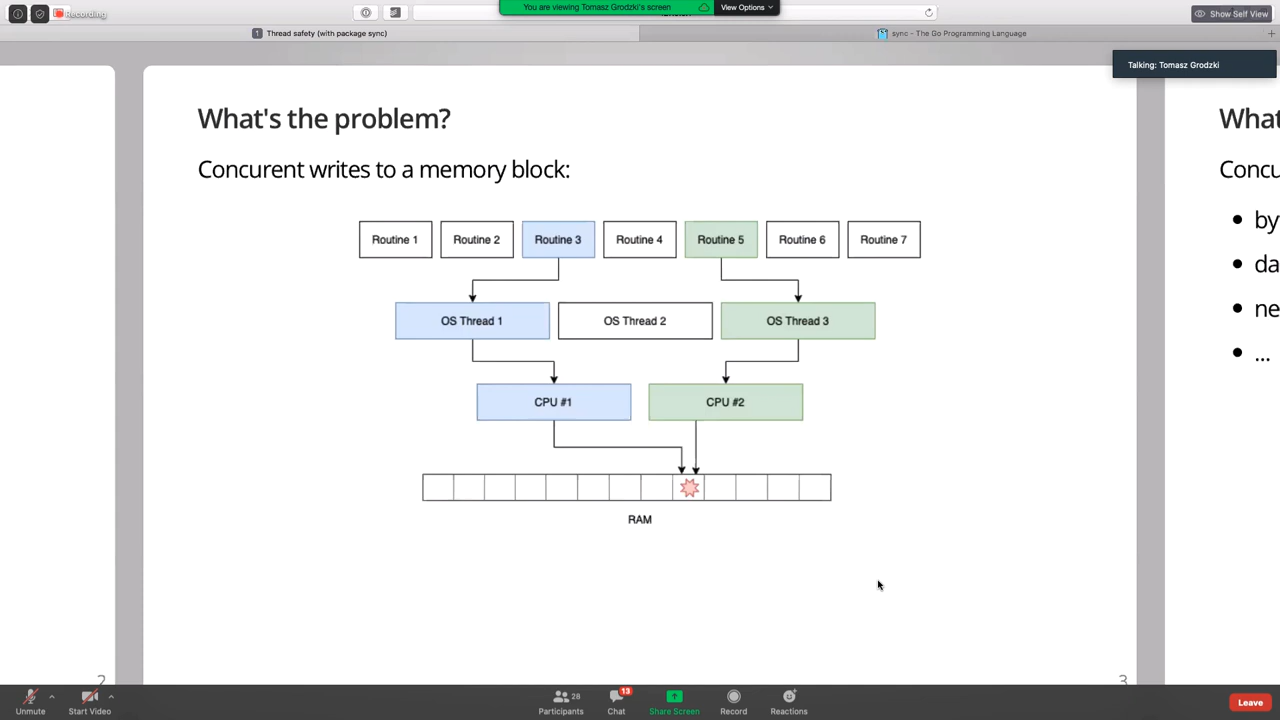 Recording
You are viewing Tomasz Grodzki's screen
View Options
Show Self View
1 Thread safety (with package sync)
sync - The Go Programming Language
Talking: Tomasz Grodzki
What's the problem?
Concurent writes to a memory block:
Routine 1 Routine 2 Routine 3 Routine 4 Routine 5 Routine 6 Routine 7
OS Thread 1 OS Thread 2 OS Thread 3
CPU #1 CPU #2
RAM
2
3
What
Concu
• by
• da
• ne
• ...
Unmute
Start Video
28
Participants
13
Chat
Share Screen
Record
Reactions
Leave